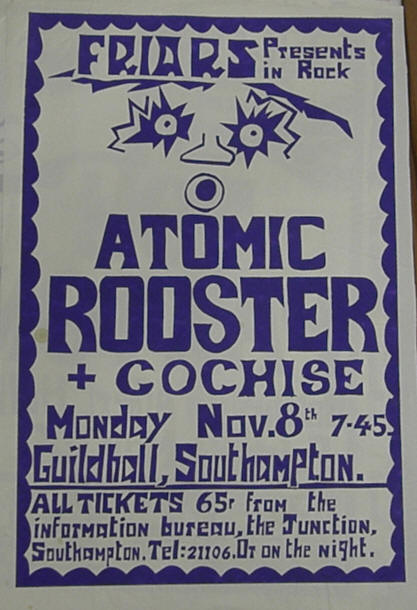 FRIARS Presents
in Rock
ATOMIC
ROOSTER
+ COCHISE
Monday Nov. 8th 7-45.
Guildhall, Southampton.
ALL TICKETS 65P from the
information bureau, the Junction,
Southampton. Tel: 21106. Or on the night.